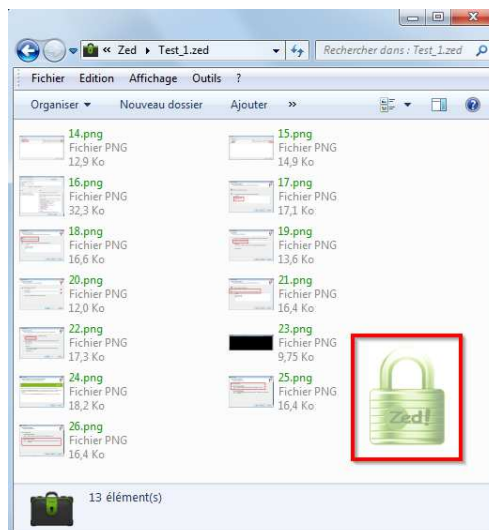 « Zed ▸ Test_1.zed
Rechercher dans : Test_1.zed
Fichier Edition Affichage Outils ?
Organiser Nouveau dossier Ajouter »
14.png
Fichier PNG
12,9 Ko
15.png
Fichier PNG
14,9 Ko
16.png
Fichier PNG
32,3 Ko
17.png
Fichier PNG
17,1 Ko
18.png
Fichier PNG
16,6 Ko
19.png
Fichier PNG
13,6 Ko
20.png
Fichier PNG
12,0 Ko
21.png
Fichier PNG
16,4 Ko
22.png
Fichier PNG
17,3 Ko
23.png
Fichier PNG
9,75 Ko
24.png
Fichier PNG
18,2 Ko
25.png
Fichier PNG
16,4 Ko
26.png
Fichier PNG
16,4 Ko
Zed!
13 élément(s)